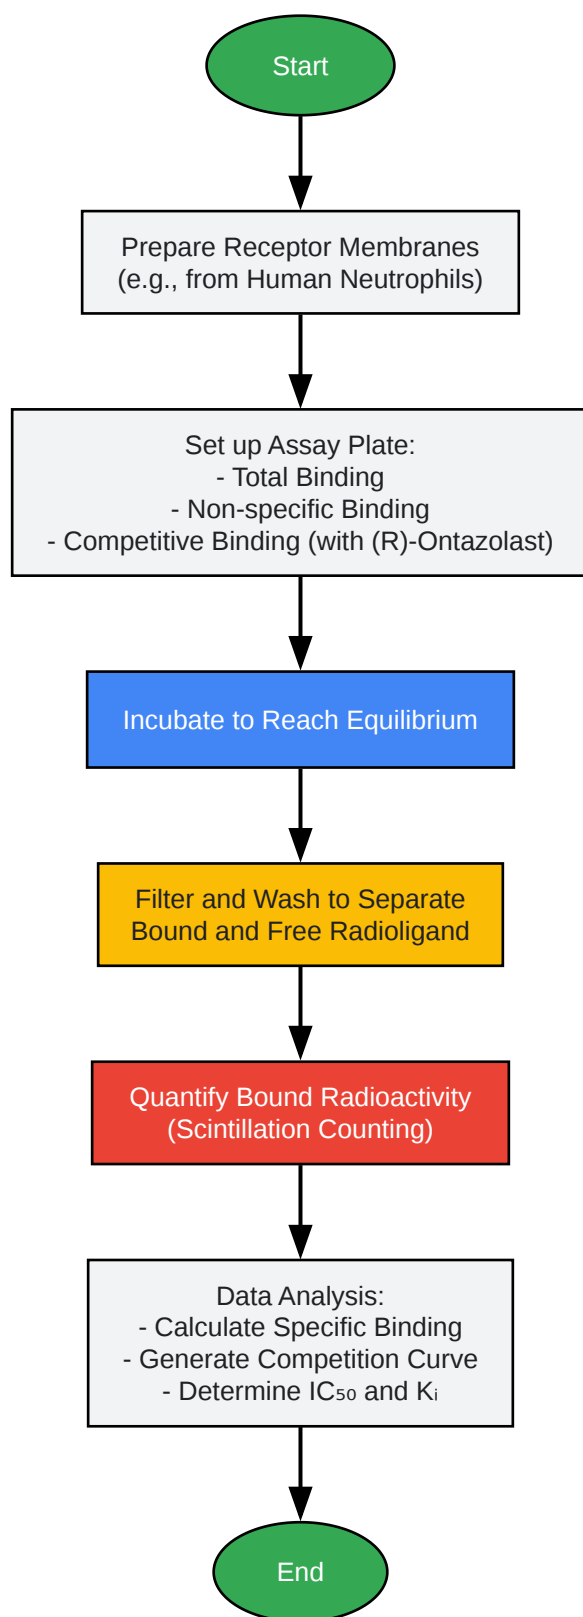 Start
Prepare Receptor Membranes
(e.g., from Human Neutrophils)
Set up Assay Plate:
- Total Binding
- Non-specific Binding
- Competitive Binding (with (R)-Ontazolast)
Incubate to Reach Equilibrium
Filter and Wash to Separate
Bound and Free Radioligand
Quantify Bound Radioactivity
(Scintillation Counting)
Data Analysis:
- Calculate Specific Binding
- Generate Competition Curve
- Determine IC₅₀ and Kᵢ
End